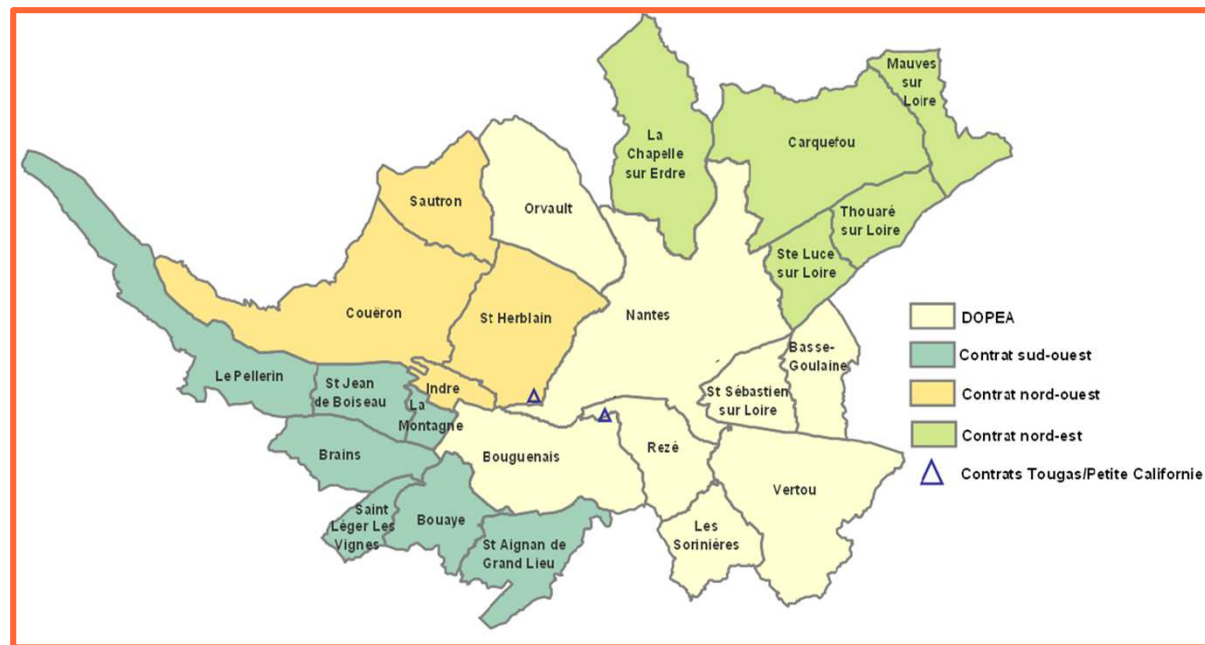 Mauves
sur
Loire
La
Chapelle
sur Erdre
Carquefou
Sautron
Orvault
Thouaré
sur Loire
Ste Luce
sur Loire
Couëron
St Herblain
Nantes
Basse-
Goulaine
Le Pellerin
St Jean
de Boiseau
Indre
La
Montagne
St Sébastien
sur Loire
Brains
Bouguenais
Rezé
Vertou
Saint
Léger Les
Vignes
Bouaye
St Aignan de
Grand Lieu
Les
Sorinières
DOPEA
Contrat sud-ouest
Contrat nord-ouest
Contrat nord-est
Contrats Tougas/Petite Californie